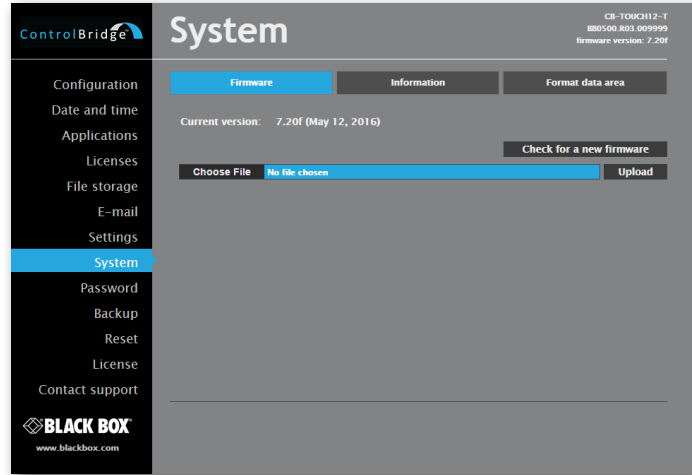 ControlBridge
System
CB-TOUCH12-T
880500.R03.009999
firmware version: 7.20f
Configuration
Date and time
Applications
Licenses
File storage
E-mail
Settings
System
Password
Backup
Reset
License
Contact support
BLACK BOX
www.blackbox.com
Firmware Information Format data area
Current version: 7.20f (May 12, 2016)
Check for a new firmware
Choose File No file chosen Upload